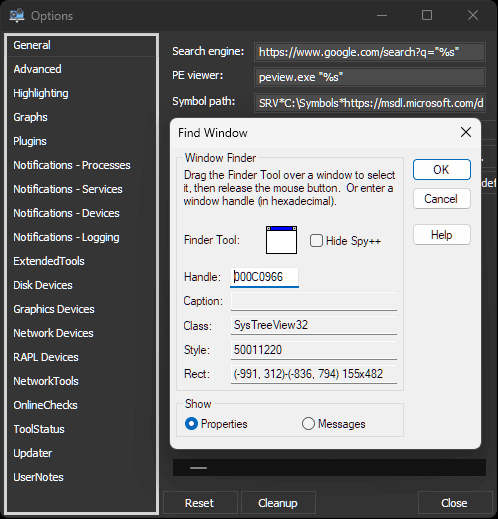 Options
General
Advanced
Highlighting
Graphs
Plugins
Notifications - Processes
Notifications - Services
Notifications - Devices
Notifications - Logging
ExtendedTools
Disk Devices
Graphics Devices
Network Devices
RAPL Devices
NetworkTools
OnlineChecks
ToolStatus
Updater
UserNotes
Search engine: https://www.google.com/search?q="%s"
PE viewer: peview.exe "%s"
Symbol path: SRV*C:\Symbols*https://msdl.microsoft.com/d
def
Find Window
Window Finder
Drag the Finder Tool over a window to select
it, then release the mouse button. Or enter a
window handle (in hexadecimal).
Finder Tool: Hide Spy++
Handle: 000C0966
Caption:
Class: SysTreeView32
Style: 50011220
Rect: (-991, 312)-(-836, 794) 155x482
Show
Properties Messages
OK
Cancel
Help
Reset Cleanup Close